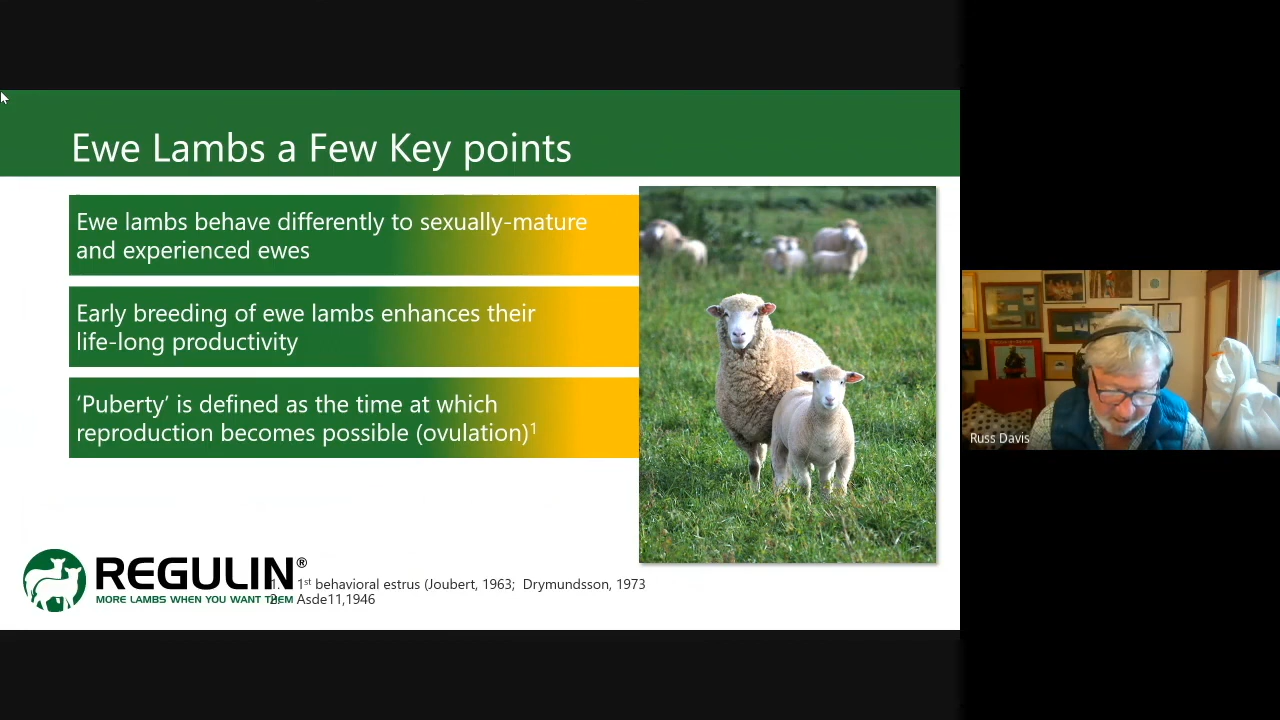 Ewe Lambs a Few Key points
Ewe lambs behave differently to sexually-mature
and experienced ewes
Early breeding of ewe lambs enhances their
life-long productivity
‘Puberty’ is defined as the time at which
reproduction becomes possible (ovulation)1
REGULIN®
MORE LAMBS WHEN YOU WANT THEM
1. 1st behavioral estrus (Joubert, 1963; Drymundsson, 1973
2. Asde11,1946
Russ Davis